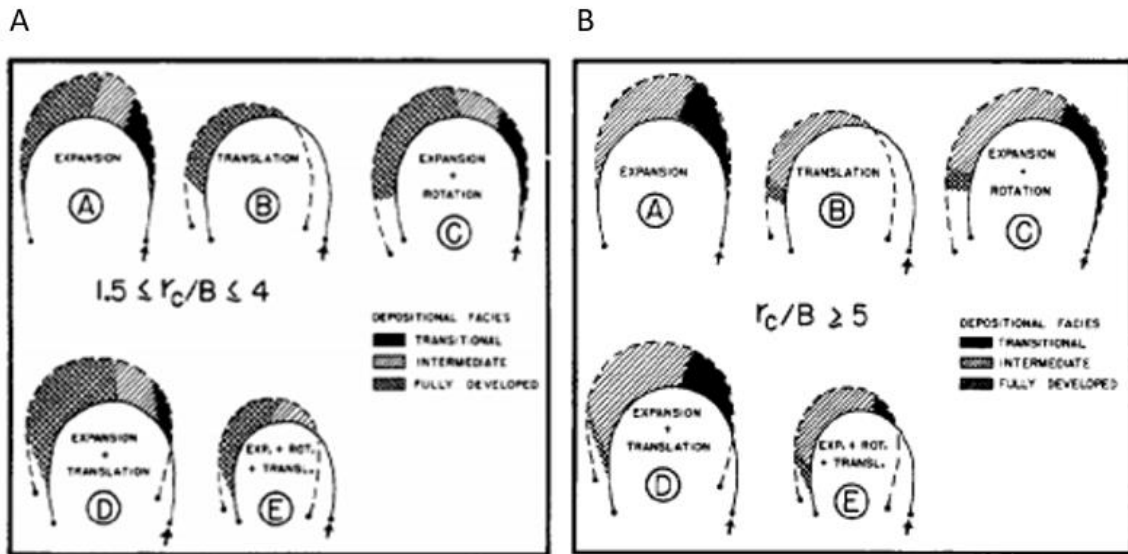 A
EXPANSION
A
TRANSLATION
B
EXPANSION
+
ROTATION
C
1.5 ≤ rc/B ≤ 4
DEPOSITIONAL FACIES
TRANSITIONAL
INTERMEDIATE
FULLY DEVELOPED
EXPANSION
+
TRANSLATION
D
EXP. + ROT.
+ TRANSL.
E
B
EXPANSION
A
TRANSLATION
B
EXPANSION
+
ROTATION
C
rc/B ≥ 5
DEPOSITIONAL FACIES
TRANSITIONAL
INTERMEDIATE
FULLY DEVELOPED
EXPANSION
+
TRANSLATION
D
EXP. + ROT.
+ TRANSL.
E